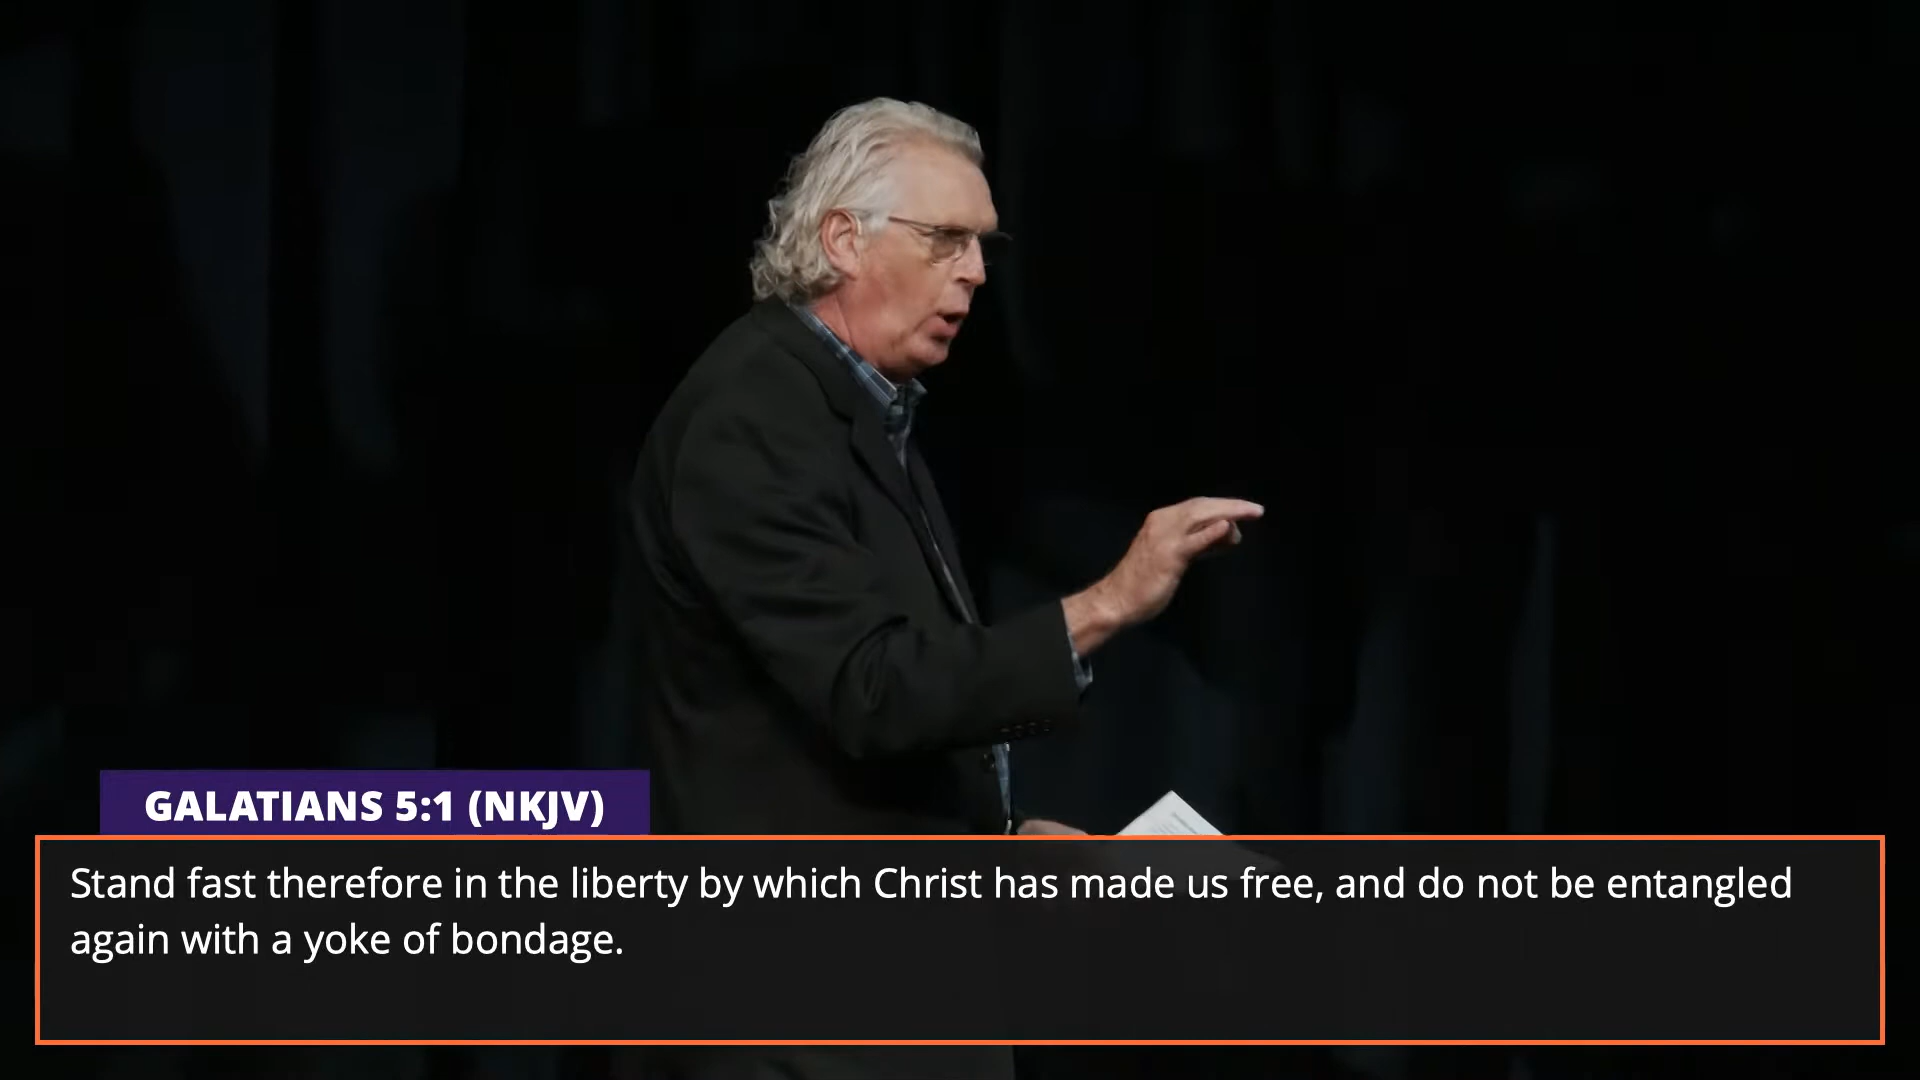 GALATIANS 5:1 (NKJV)
Stand fast therefore in the liberty by which Christ has made us free, and do not be entangled
again with a yoke of bondage.